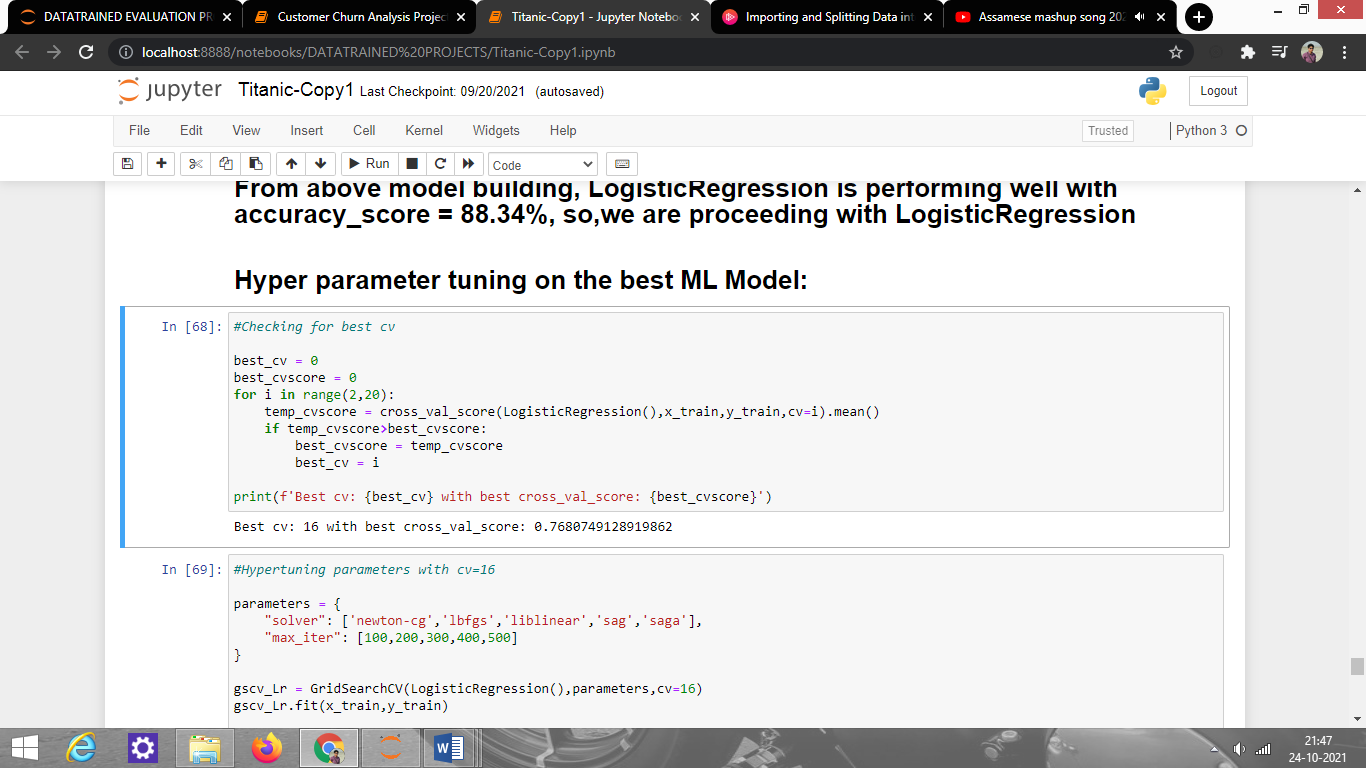 DATATRAINED EVALUATION PR
Customer Churn Analysis Projec
Titanic-Copy1 - Jupyter Notebo
Importing and Splitting Data int
Assamese mashup song 202
localhost:8888/notebooks/DATATRAINED%20PROJECTS/Titanic-Copy1.ipynb
jupyter Titanic-Copy1 Last Checkpoint: 09/20/2021 (autosaved) Logout
File Edit View Insert Cell Kernel Widgets Help Trusted Python 3
Run Code
From above model building, LogisticRegression is performing well with
accuracy_score = 88.34%, so,we are proceeding with LogisticRegression
Hyper parameter tuning on the best ML Model:
In [68]: #Checking for best cv
best_cv = 0
best_cvscore = 0
for i in range(2,20):
    temp_cvscore = cross_val_score(LogisticRegression(),x_train,y_train,cv=i).mean()
    if temp_cvscore>best_cvscore:
        best_cvscore = temp_cvscore
        best_cv = i
print(f'Best cv: {best_cv} with best cross_val_score: {best_cvscore}')
Best cv: 16 with best cross_val_score: 0.7680749128919862
In [69]: #Hypertuning parameters with cv=16
parameters = {
    "solver": ['newton-cg','lbfgs','liblinear','sag','saga'],
    "max_iter": [100,200,300,400,500]
}
gscv_Lr = GridSearchCV(LogisticRegression(),parameters,cv=16)
gscv_Lr.fit(x_train,y_train)
21:47
24-10-2021